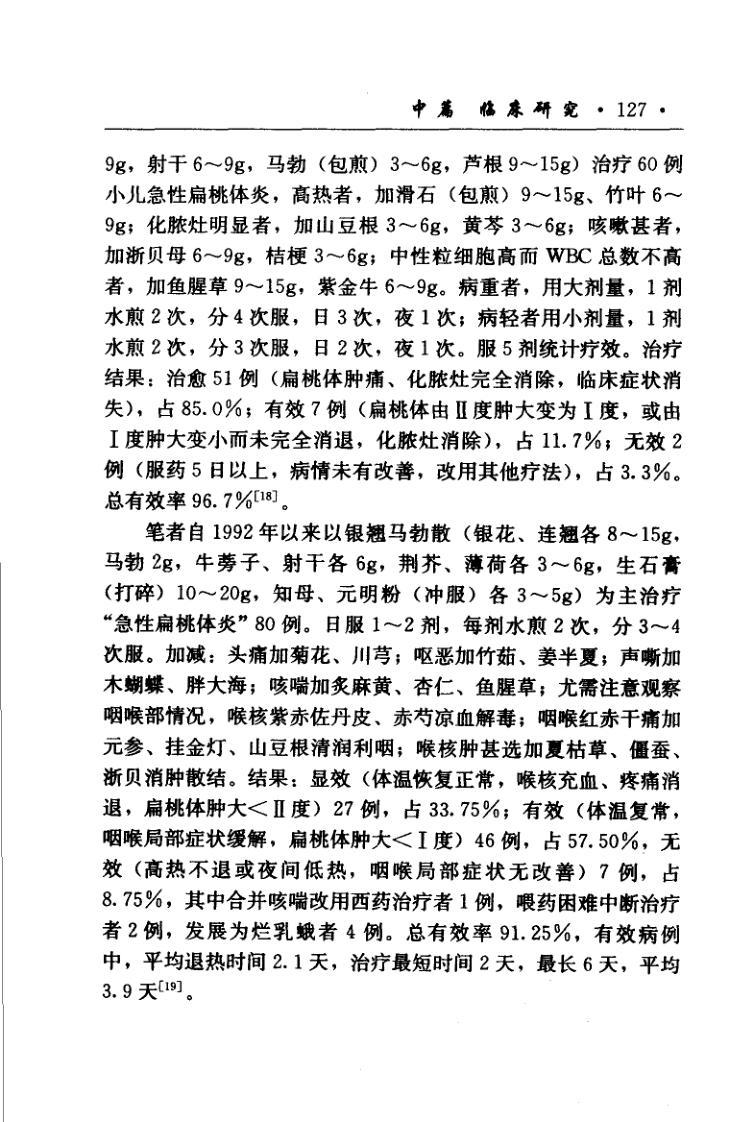 中篇 临床研究 · 127 ·
9g，射干 6～9g，马勃（包煎）3～6g，芦根 9～15g）治疗 60 例
小儿急性扁桃体炎，高热者，加滑石（包煎）9～15g、竹叶 6～
9g；化脓灶明显者，加山豆根 3～6g，黄芩 3～6g；咳嗽甚者，
加浙贝母 6～9g，桔梗 3～6g；中性粒细胞高而 WBC 总数不高
者，加鱼腥草 9～15g，紫金牛 6～9g。病重者，用大剂量，1 剂
水煎 2 次，分 4 次服，日 3 次，夜 1 次；病轻者用小剂量，1 剂
水煎 2 次，分 3 次服，日 2 次，夜 1 次。服 5 剂统计疗效。治疗
结果：治愈 51 例（扁桃体肿痛、化脓灶完全消除，临床症状消
失），占 85.0%；有效 7 例（扁桃体由Ⅱ度肿大变为Ⅰ度，或由
Ⅰ度肿大变小而未完全消退，化脓灶消除），占 11.7%；无效 2
例（服药 5 日以上，病情未有改善，改用其他疗法），占 3.3%。
总有效率 96.7%[18]。
笔者自 1992 年以来以银翘马勃散（银花、连翘各 8～15g，
马勃 2g，牛蒡子、射干各 6g，荆芥、薄荷各 3～6g，生石膏
（打碎）10～20g，知母、元明粉（冲服）各 3～5g）为主治疗
“急性扁桃体炎”80 例。日服 1～2 剂，每剂水煎 2 次，分 3～4
次服。加减：头痛加菊花、川芎；呕恶加竹茹、姜半夏；声嘶加
木蝴蝶、胖大海；咳喘加炙麻黄、杏仁、鱼腥草；尤需注意观察
咽喉部情况，喉核紫赤佐丹皮、赤芍凉血解毒；咽喉红赤干痛加
元参、挂金灯、山豆根清润利咽；喉核肿甚选加夏枯草、僵蚕、
浙贝消肿散结。结果：显效（体温恢复正常，喉核充血、疼痛消
退，扁桃体肿大＜Ⅱ度）27 例，占 33.75%；有效（体温复常，
咽喉局部症状缓解，扁桃体肿大＜Ⅰ度）46 例，占 57.50%，无
效（高热不退或夜间低热，咽喉局部症状无改善）7 例，占
8.75%，其中合并咳喘改用西药治疗者 1 例，喂药困难中断治疗
者 2 例，发展为烂乳蛾者 4 例。总有效率 91.25%，有效病例
中，平均退热时间 2.1 天，治疗最短时间 2 天，最长 6 天，平均
3.9 天[19]。